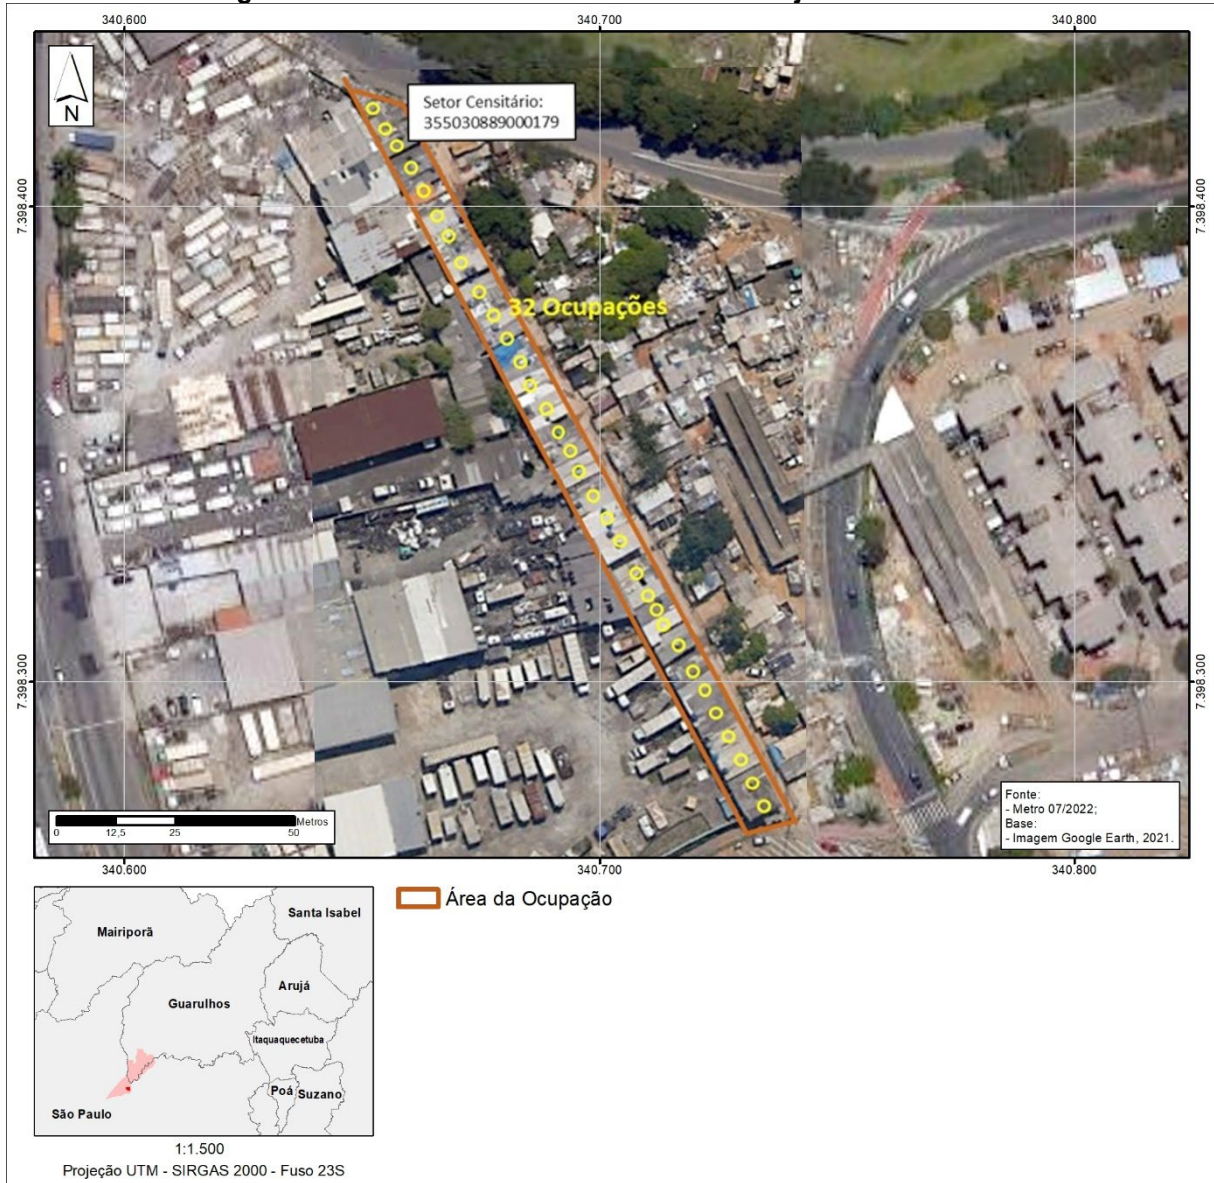 340.600
340.700
340.800
N
Setor Censitário:
355030889000179
7.398.400
7.398.400
32 Ocupações
7.398.300
7.398.300
Metros
0
12,5
25
50
Fonte:
- Metro 07/2022;
Base:
- Imagem Google Earth, 2021.
340.600
340.700
340.800
Área da Ocupação
Santa Isabel
Mairiporã
Arujá
Guarulhos
Itaquaquecetuba
Poá
Suzano
São Paulo
1:1.500
Projeção UTM - SIRGAS 2000 - Fuso 23S